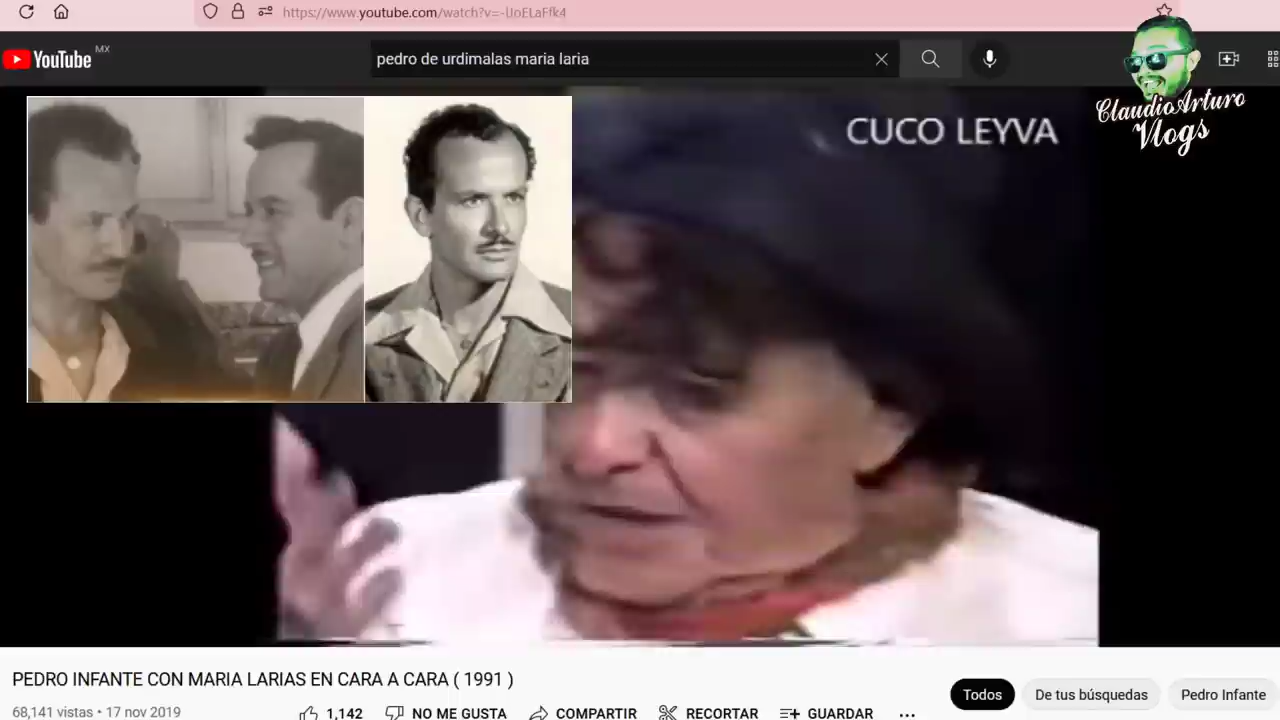 https://www.youtube.com/watch?v=-UoELaFfk4
YouTube MX
pedro de urdimalas maria laria
ClaudioArturo
Vlogs
CUCO LEYVA
PEDRO INFANTE CON MARIA LARIAS EN CARA A CARA ( 1991 )
Todos
De tus búsquedas
Pedro Infante
68,141 vistas • 17 nov 2019
1,142
NO ME GUSTA
COMPARTIR
RECORTAR
GUARDAR